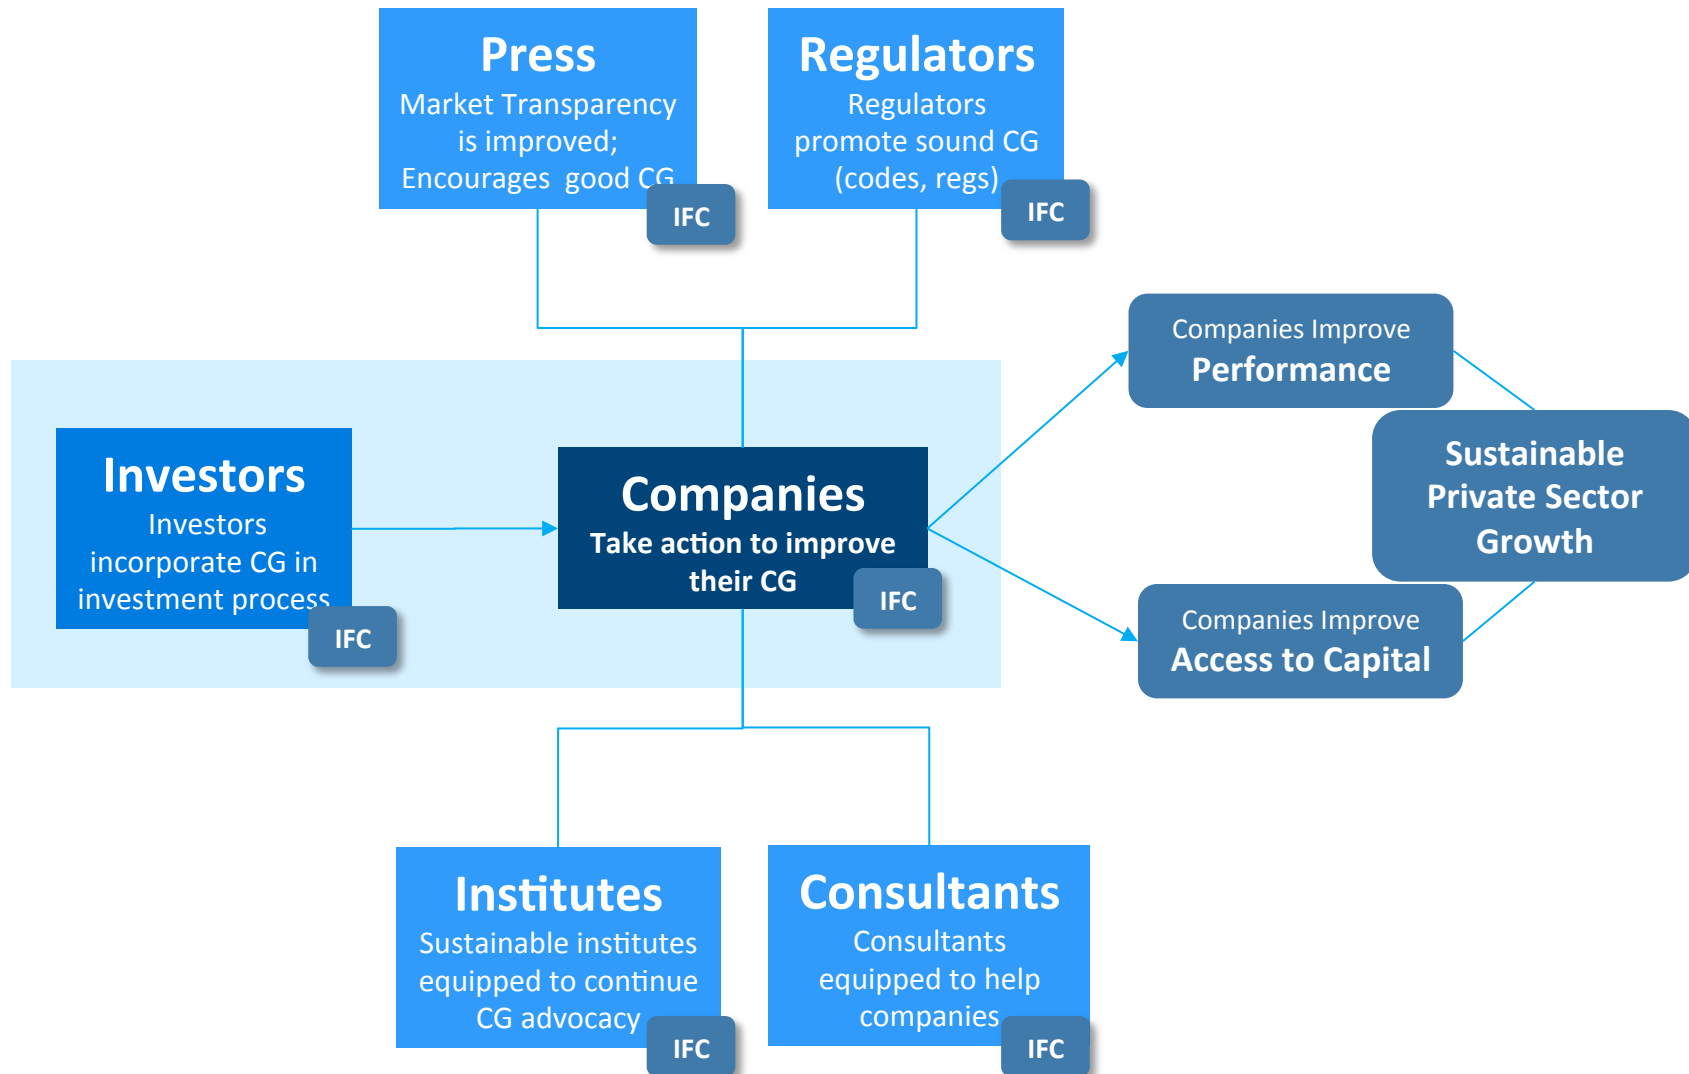 Press
Market Transparency
is improved;
Encourages  good CG
IFC
Regulators
Regulators
promote sound CG
(codes, regs)
IFC
Investors
Investors
incorporate CG in
investment process
IFC
Companies
Take action to improve
their CG
IFC
Companies Improve
Performance
Sustainable
Private Sector
Growth
Companies Improve
Access to Capital
Institutes
Sustainable institutes
equipped to continue
CG advocacy
IFC
Consultants
Consultants
equipped to help
companies
IFC